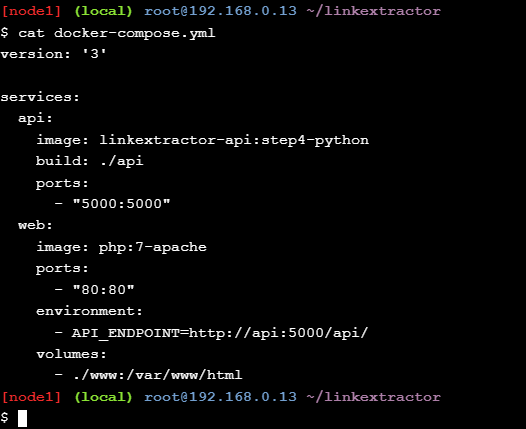 [node1] (local) root@192.168.0.13 ~/linkextractor
$ cat docker-compose.yml
version: '3'

services:
  api:
    image: linkextractor-api:step4-python
    build: ./api
    ports:
      - "5000:5000"
  web:
    image: php:7-apache
    ports:
      - "80:80"
    environment:
      - API_ENDPOINT=http://api:5000/api/
    volumes:
      - ./www:/var/www/html
[node1] (local) root@192.168.0.13 ~/linkextractor
$